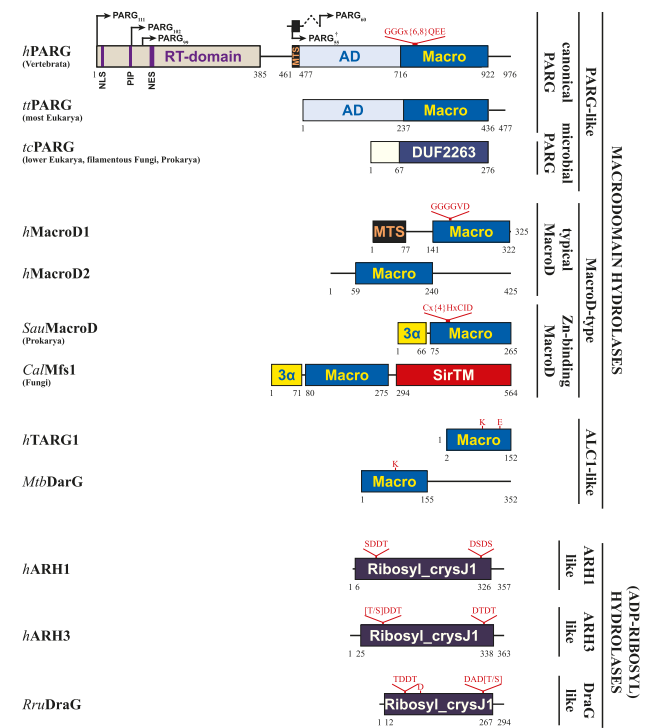 PARG111
PARG102
PARG99
PARG60
PARG55†
GGGx{6,8}QEE
hPARG
(Vertebrata)
RT-domain
MTS
AD
Macro
1
385
461
477
716
922
976
NLS
PIP
NES
ttPARG
(most Eukarya)
AD
Macro
1
237
436
477
tcPARG
(lower Eukarya, filamentous Fungi, Prokarya)
DUF2263
1
67
276
canonical
PARG
microbial
PARG
PARG-like
GGGGVD
hMacroD1
MTS
Macro
325
1
77
141
322
hMacroD2
Macro
1
59
240
425
typical
MacroD
Cx{4}HxCID
SauMacroD
(Prokarya)
3α
Macro
1
66
75
265
CalMfs1
(Fungi)
3α
Macro
SirTM
1
71
80
275
294
564
Zn-binding
MacroD
MacroD-type
K
E
hTARG1
1
Macro
2
152
K
MtbDarG
Macro
1
155
352
ALC1-like
MACRODOMAIN HYDROLASES
SDDT
DSDS
hARH1
Ribosyl_crysJ1
1
6
326
357
ARH1
like
[T/S]DDT
DTDT
hARH3
Ribosyl_crysJ1
1
25
338
363
ARH3
like
TDDT
D
DAD[T/S]
RruDraG
Ribosyl_crysJ1
1
12
267
294
DraG
like
(ADP-RIBOSYL)
HYDROLASES